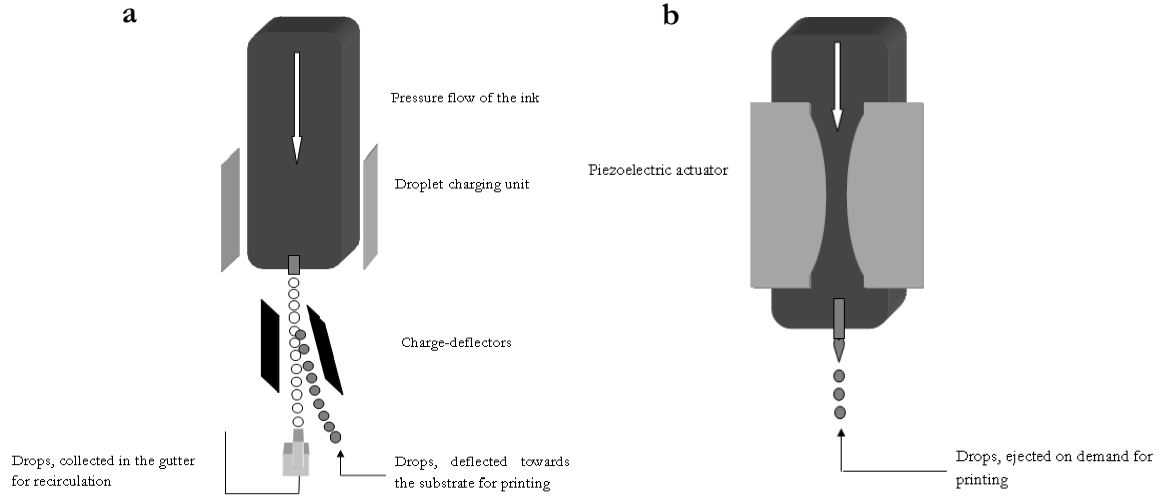 a
Pressure flow of the ink
Droplet charging unit
Charge-deflectors
Drops, collected in the gutter
for recirculation
Drops, deflected towards
the substrate for printing
b
Piezoelectric actuator
Drops, ejected on demand for
printing